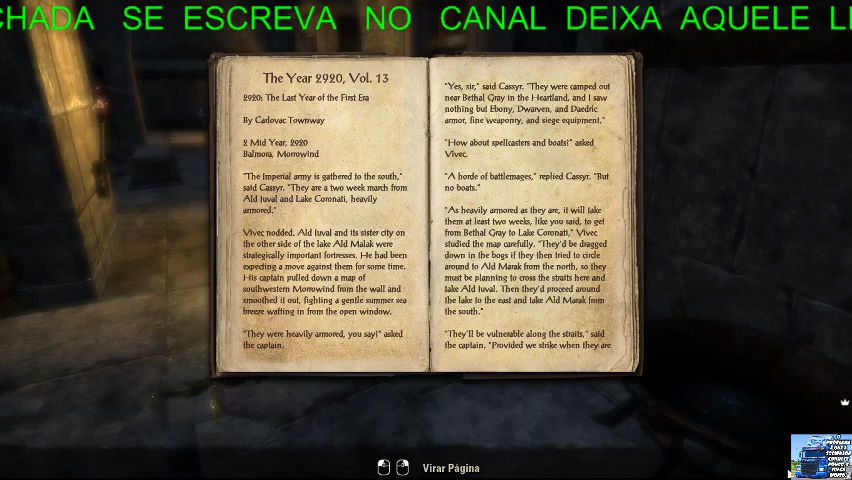 CHADA SE ESCREVA NO CANAL DEIXA AQUELE
The Year 2920, Vol. 13
2920: The Last Year of the First Era
By Carlovac Townway
2 Mid Year, 2920
Balmora, Morrowind
"The Imperial army is gathered to the south,"
said Cassyr. "They are a two week march from
Ald Iuval and Lake Coronati, heavily
armored."
Vivec nodded. Ald Iuval and its sister city on
the other side of the lake Ald Malak were
strategically important fortresses. He had been
expecting a move against them for some time.
His captain pulled down a map of
southwestern Morrowind from the wall and
smoothed it out, fighting a gentle summer sea
breeze wafting in from the open window.
"They were heavily armored, you say?" asked
the captain.
"Yes, sir," said Cassyr. "They were camped out
near Bethal Gray in the Heartland, and I saw
nothing but Ebony, Dwarven, and Daedric
armor, fine weaponry, and siege equipment."
"How about spellcasters and boats?" asked
Vivec.
"A horde of battlemages," replied Cassyr. "But
no boats."
"As heavily armored as they are, it will take
them at least two weeks, like you said, to get
from Bethal Gray to Lake Coronati," Vivec
studied the map carefully. "They'd be dragged
down in the bogs if they then tried to circle
around to Ald Marak from the north, so they
must be planning to cross the straits here and
take Ald Iuval. Then they'd proceed around
the lake to the east and take Ald Marak from
the south."
"They'll be vulnerable along the straits," said
the captain. "Provided we strike when they are
Virar Página